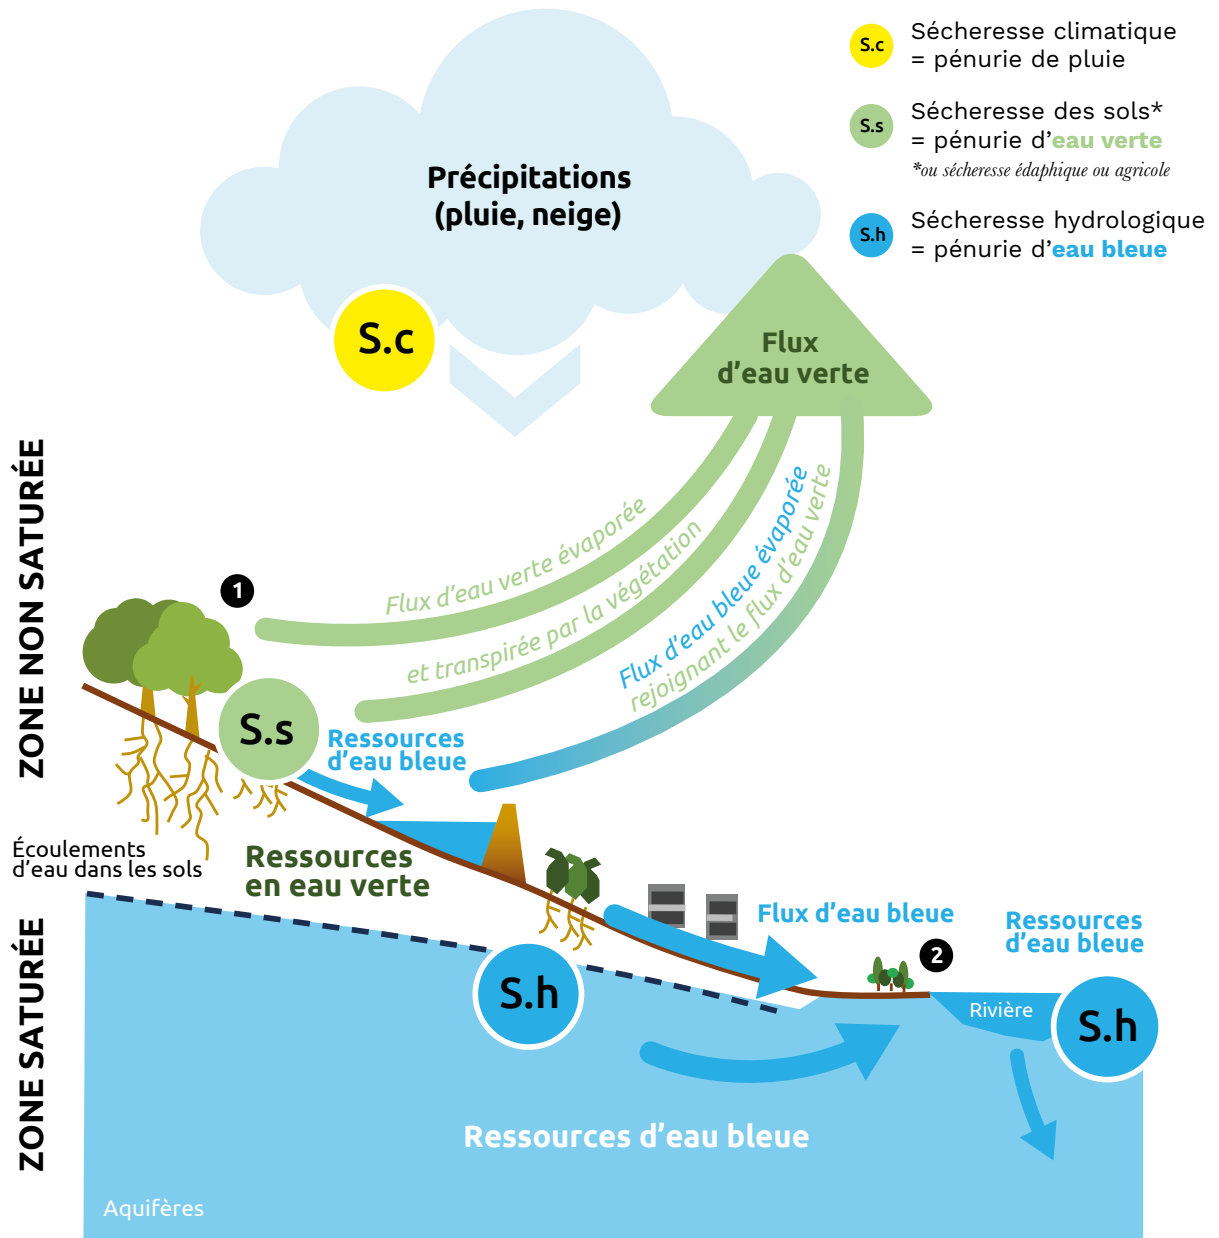 S.c
Sécheresse climatique
= pénurie de pluie
S.s
Sécheresse des sols*
= pénurie d'eau verte
*ou sécheresse édaphique ou agricole
S.h
Sécheresse hydrologique
= pénurie d'eau bleue
Précipitations
(pluie, neige)
S.c
Flux
d'eau verte
ZONE NON SATURÉE
1
Flux d'eau verte évaporée
et transpirée par la végétation
Flux d'eau bleue évaporée
rejoignant le flux d'eau verte
S.s
Ressources
d'eau bleue
Écoulements
d'eau dans les sols
Ressources
en eau verte
ZONE SATURÉE
Flux d'eau bleue
2
Ressources
d'eau bleue
S.h
Rivière
S.h
Ressources d'eau bleue
Aquifères